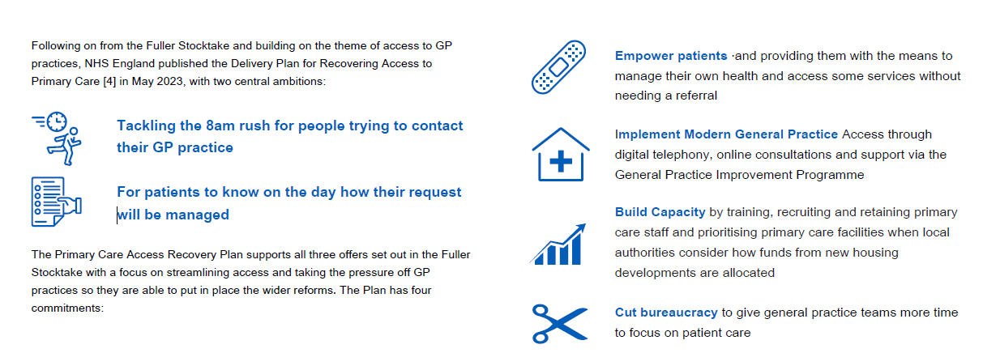 Following on from the Fuller Stocktake and building on the theme of access to GP
practices, NHS England published the Delivery Plan for Recovering Access to
Primary Care [4] in May 2023, with two central ambitions:
Tackling the 8am rush for people trying to contact
their GP practice
For patients to know on the day how their request
will be managed
The Primary Care Access Recovery Plan supports all three offers set out in the Fuller
Stocktake with a focus on streamlining access and taking the pressure off GP
practices so they are able to put in place the wider reforms. The Plan has four
commitments:
Empower patients ·and providing them with the means to
manage their own health and access some services without
needing a referral
Implement Modern General Practice Access through
digital telephony, online consultations and support via the
General Practice Improvement Programme
Build Capacity by training, recruiting and retaining primary
care staff and prioritising primary care facilities when local
authorities consider how funds from new housing
developments are allocated
Cut bureaucracy to give general practice teams more time
to focus on patient care